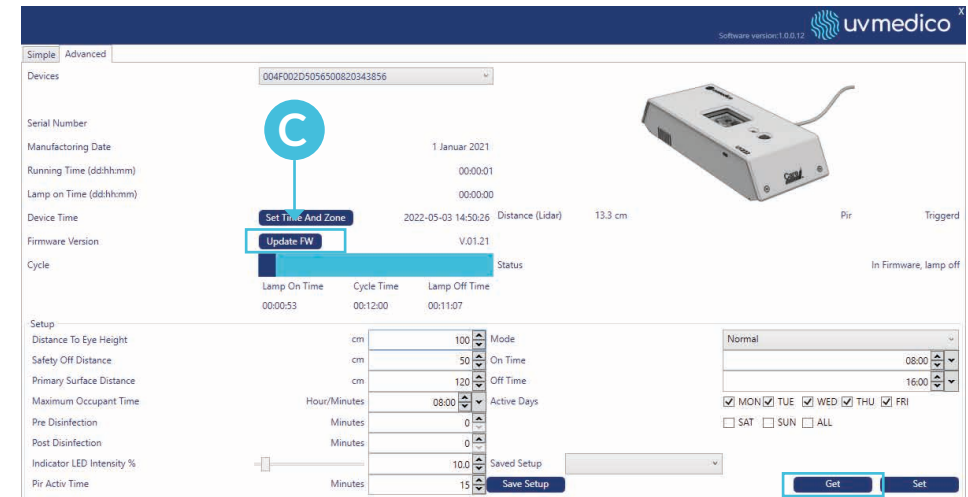 x
Software version:1.0.0.12 uvmedico
Simple Advanced
Devices 004F002D5056500820343856
C
Serial Number
Manufactoring Date 1 Januar 2021
Running Time (dd:hh:mm) 00:00:01
Lamp on Time (dd:hh:mm) 00:00:00
Device Time Set Time And Zone 2022-05-03 14:50:26 Distance (Lidar) 13.3 cm Pir Triggerd
Firmware Version Update FW V.01.21
Cycle Status In Firmware, lamp off
Lamp On Time Cycle Time Lamp Off Time
00:00:53 00:12:00 00:11:07
Setup
Distance To Eye Height cm 100 Mode Normal
Safety Off Distance cm 50 On Time 08:00
Primary Surface Distance cm 120 Off Time 16:00
Maximum Occupant Time Hour/Minutes 08:00 Active Days MON TUE WED THU FRI
Pre Disinfection Minutes 0 SAT SUN ALL
Post Disinfection Minutes 0
Indicator LED Intensity % 10.0 Saved Setup
Pir Activ Time Minutes 15 Save Setup Get Set